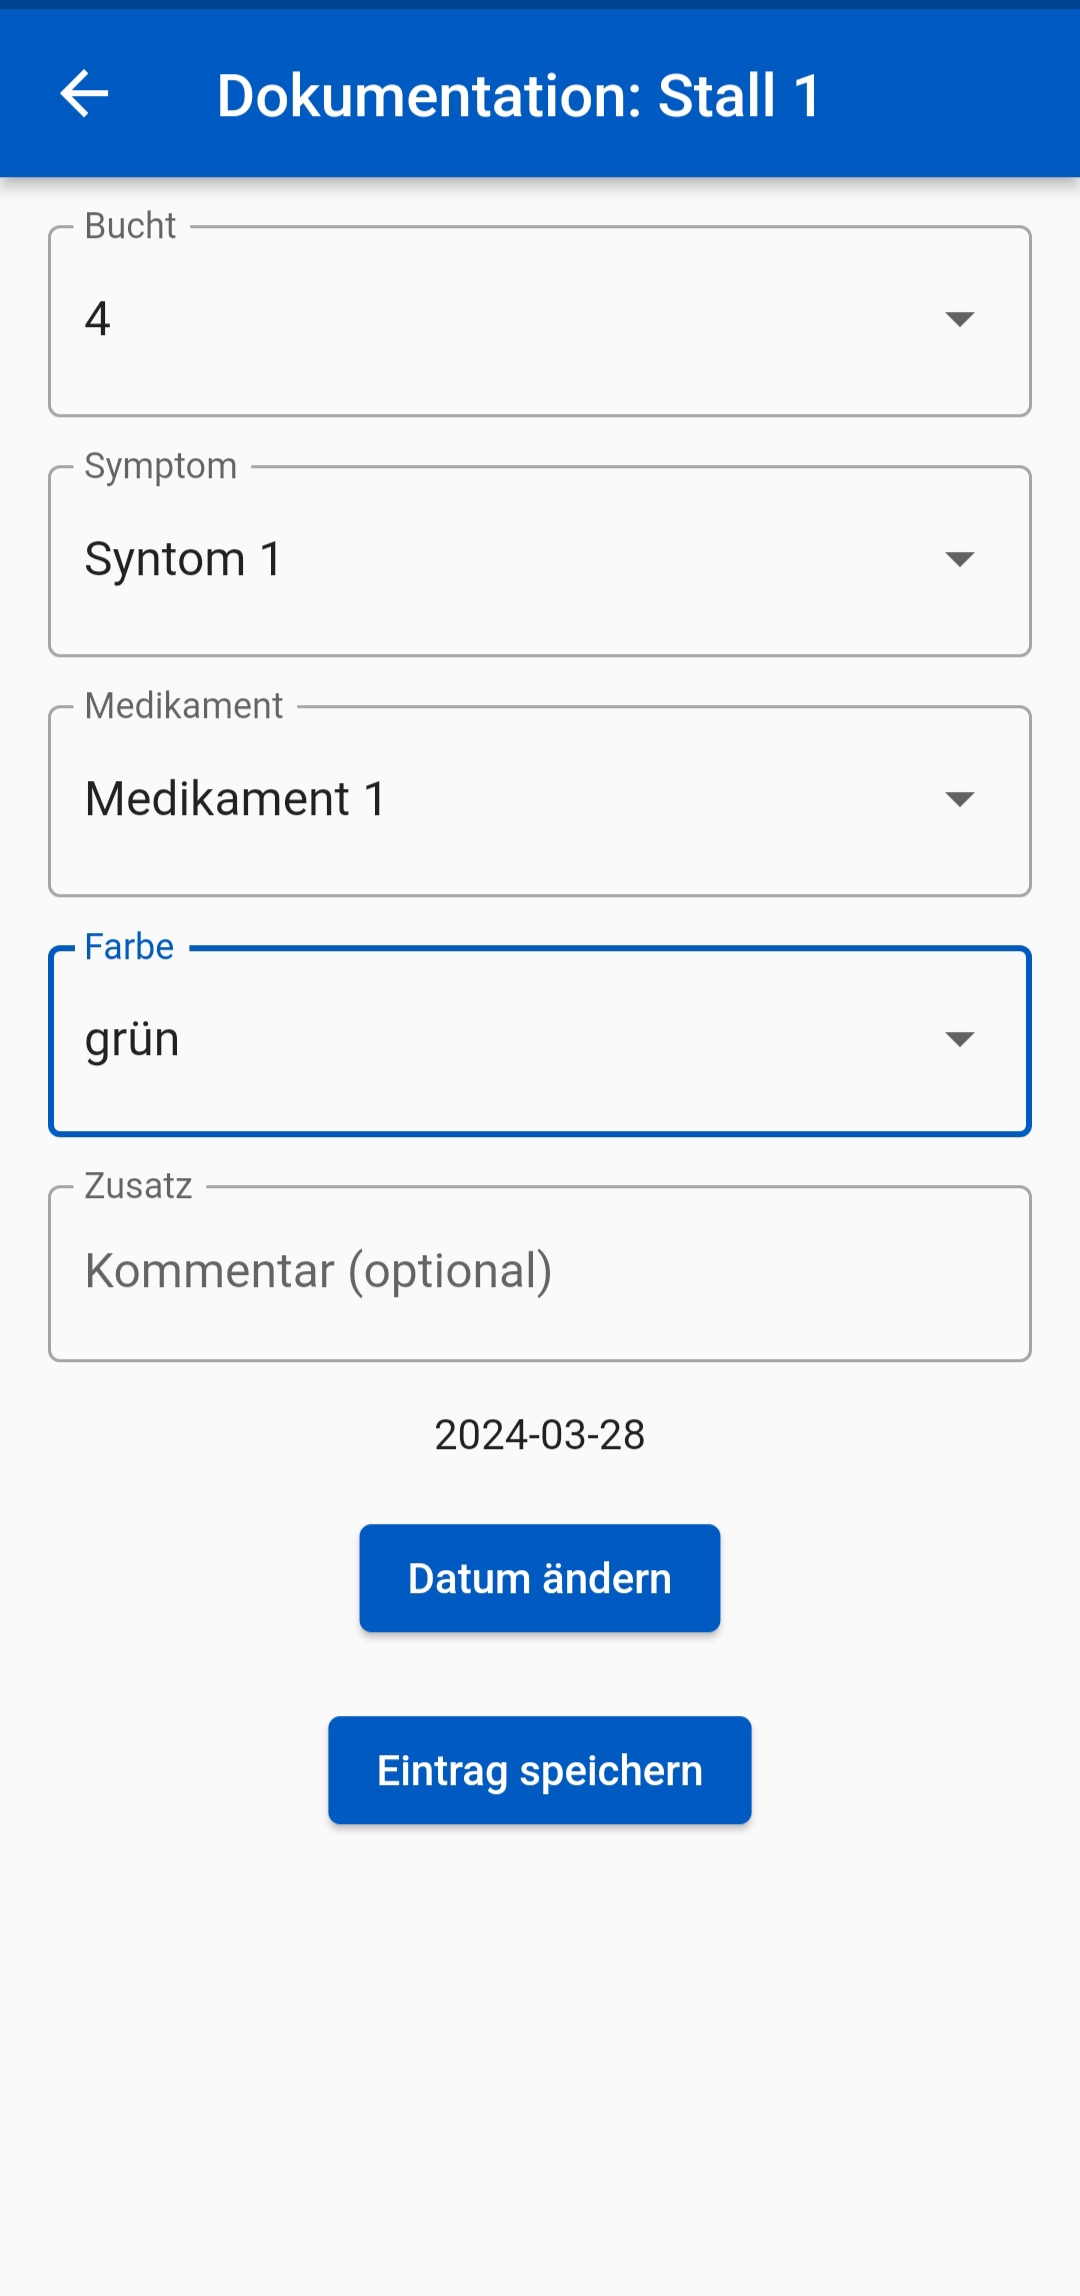 Dokumentation: Stall 1
Bucht
4
Symptom
Syntom 1
Medikament
Medikament 1
Farbe
grün
Zusatz
Kommentar (optional)
2024-03-28
Datum ändern
Eintrag speichern